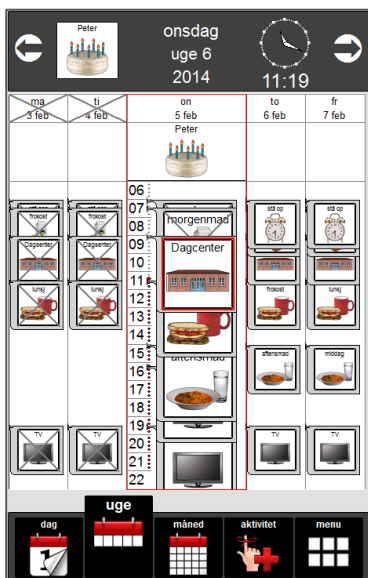 Peter
onsdag
uge 6
2014
11:19
ma
3 feb
ti
4 feb
on
5 feb
to
6 feb
fr
7 feb
Peter
06
07
08
09
10
11
12
13
14
15
16
17
18
19
20
21
22
frokost
Dagsenter
lunsj
TV
frokost
Dagsenter
lunsj
TV
morgenmad
Dagcenter
aftensmad
stå op
frokost
aftensmad
TV
stå op
lunsj
middag
TV
uge
dag
måned
aktivitet
menu
1